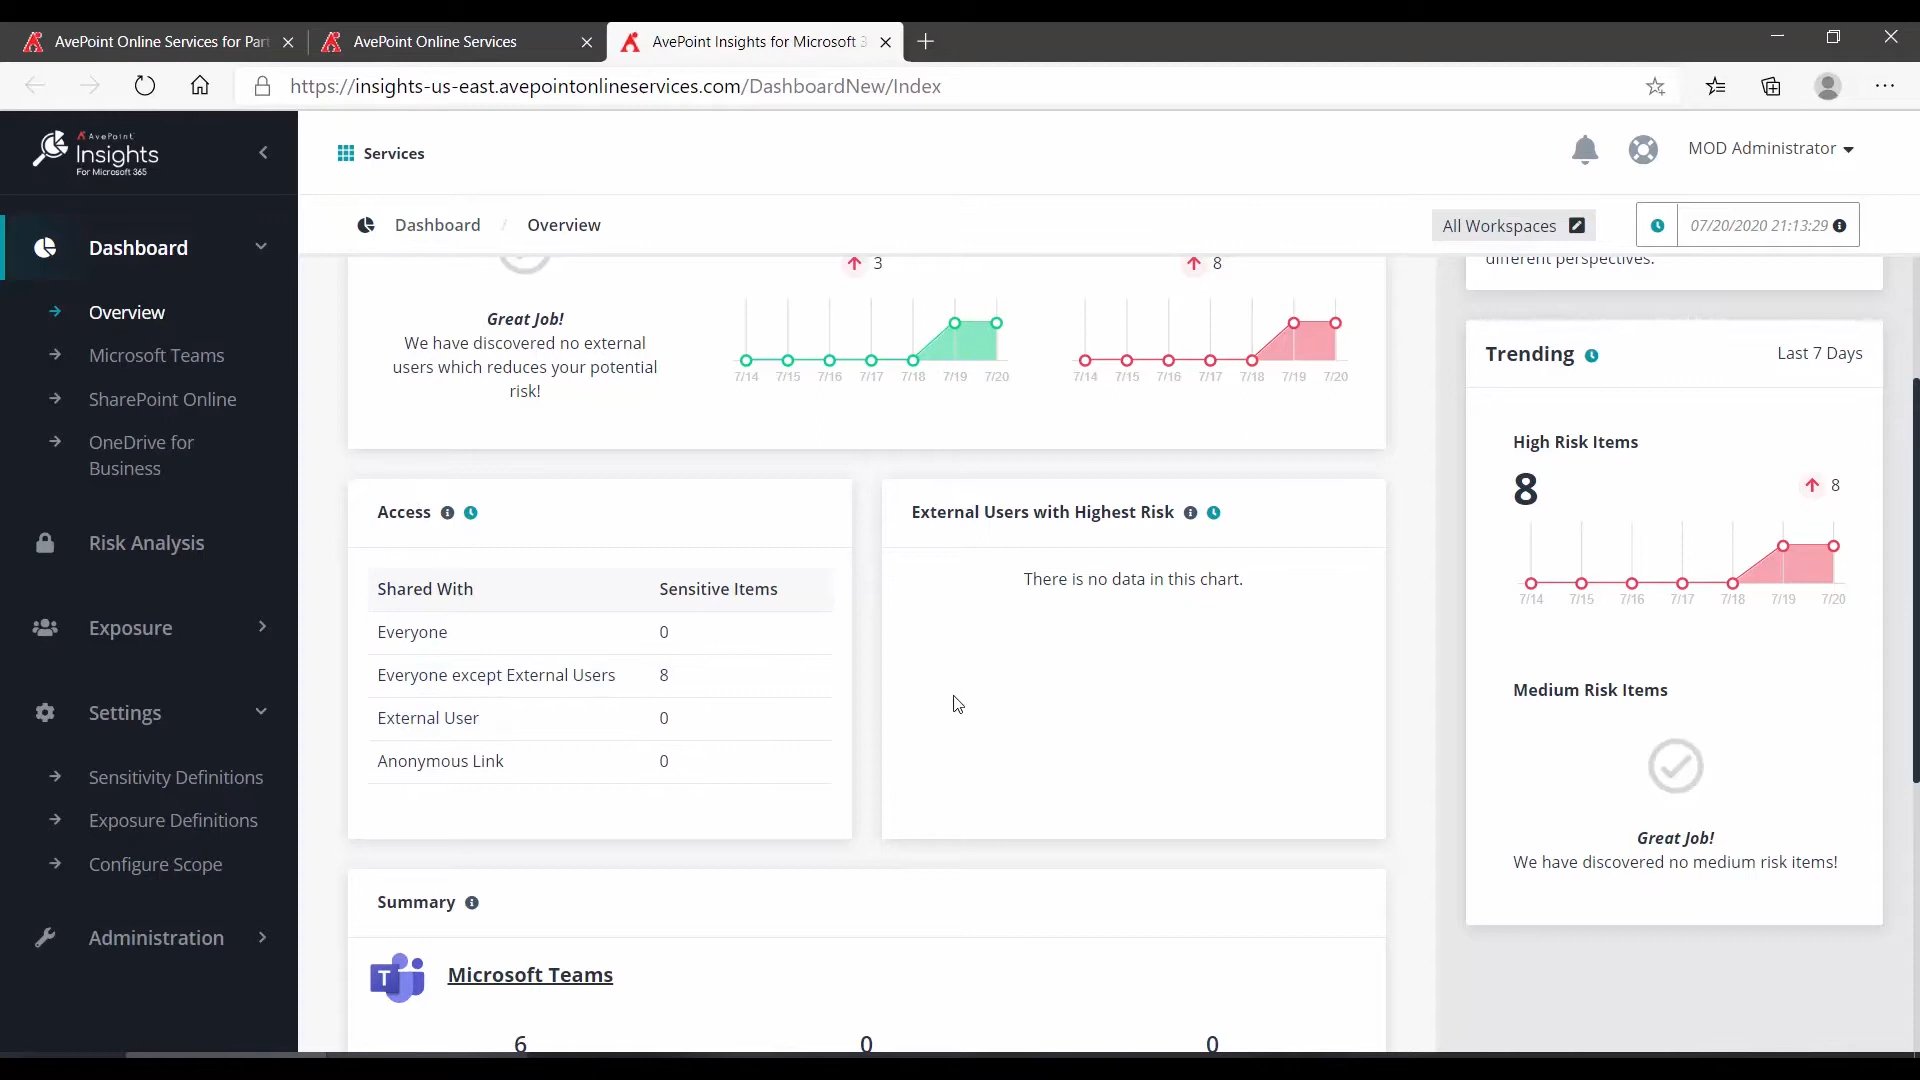 AvePoint Online Services for Part
AvePoint Online Services
AvePoint Insights for Microsoft 3
https://insights-us-east.avepointonlineservices.com/DashboardNew/Index
AvePoint
Insights
For Microsoft 365
Services
MOD Administrator
Dashboard / Overview
All Workspaces
07/20/2020 21:13:29
Dashboard
Overview
Microsoft Teams
SharePoint Online
OneDrive for
Business
Risk Analysis
Exposure
Settings
Sensitivity Definitions
Exposure Definitions
Configure Scope
Administration
Great Job!
We have discovered no external
users which reduces your potential
risk!
3
7/14 7/15 7/16 7/17 7/18 7/19 7/20
8
7/14 7/15 7/16 7/17 7/18 7/19 7/20
Access
Shared With Sensitive Items
Everyone 0
Everyone except External Users 8
External User 0
Anonymous Link 0
External Users with Highest Risk
There is no data in this chart.
Summary
T
Microsoft Teams
6 0 0
different perspectives.
Trending Last 7 Days
High Risk Items
8 8
7/14 7/15 7/16 7/17 7/18 7/19 7/20
Medium Risk Items
Great Job!
We have discovered no medium risk items!